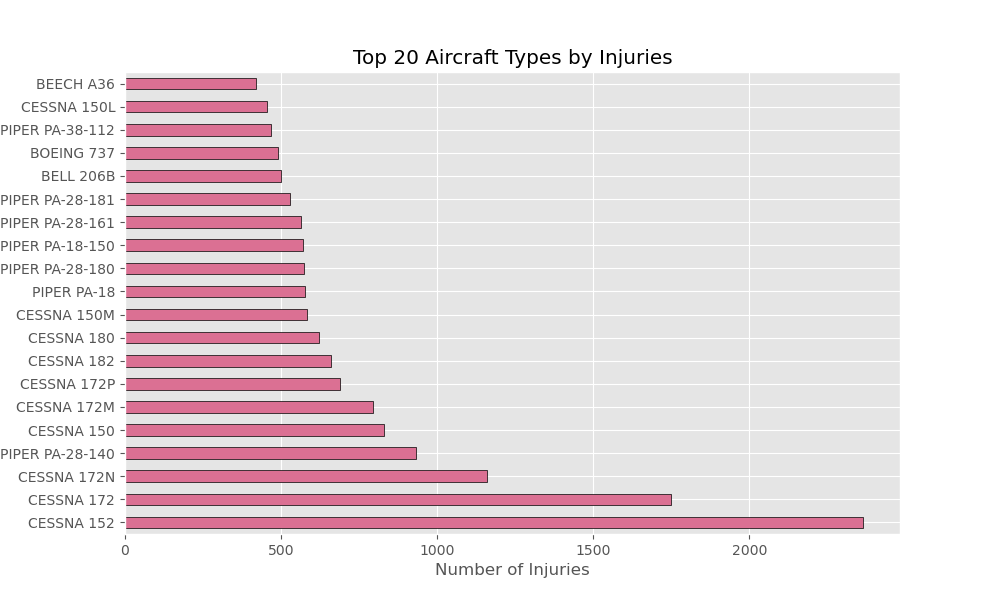 Top 20 Aircraft Types by Injuries
BEECH A36
CESSNA 150L
PIPER PA-38-112
BOEING 737
BELL 206B
PIPER PA-28-181
PIPER PA-28-161
PIPER PA-18-150
PIPER PA-28-180
PIPER PA-18
CESSNA 150M
CESSNA 180
CESSNA 182
CESSNA 172P
CESSNA 172M
CESSNA 150
PIPER PA-28-140
CESSNA 172N
CESSNA 172
CESSNA 152
0 500 1000 1500 2000
Number of Injuries